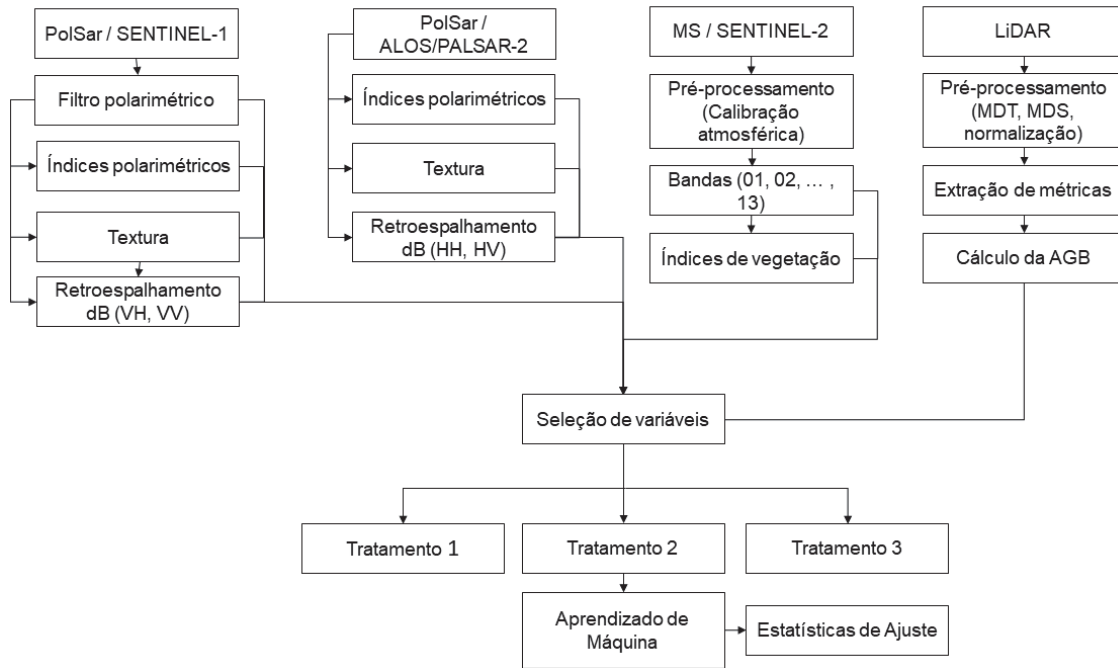 PolSar / SENTINEL-1
Filtro polarimétrico
Índices polarimétricos
Textura
Retroespalhamento
dB (VH, VV)
PolSar /
ALOS/PALSAR-2
Índices polarimétricos
Textura
Retroespalhamento
dB (HH, HV)
MS / SENTINEL-2
Pré-processamento
(Calibração
atmosférica)
Bandas (01, 02, ... ,
13)
Índices de vegetação
LiDAR
Pré-processamento
(MDT, MDS,
normalização)
Extração de métricas
Cálculo da AGB
Seleção de variáveis
Tratamento 1
Tratamento 2
Tratamento 3
Aprendizado de
Máquina
Estatísticas de Ajuste